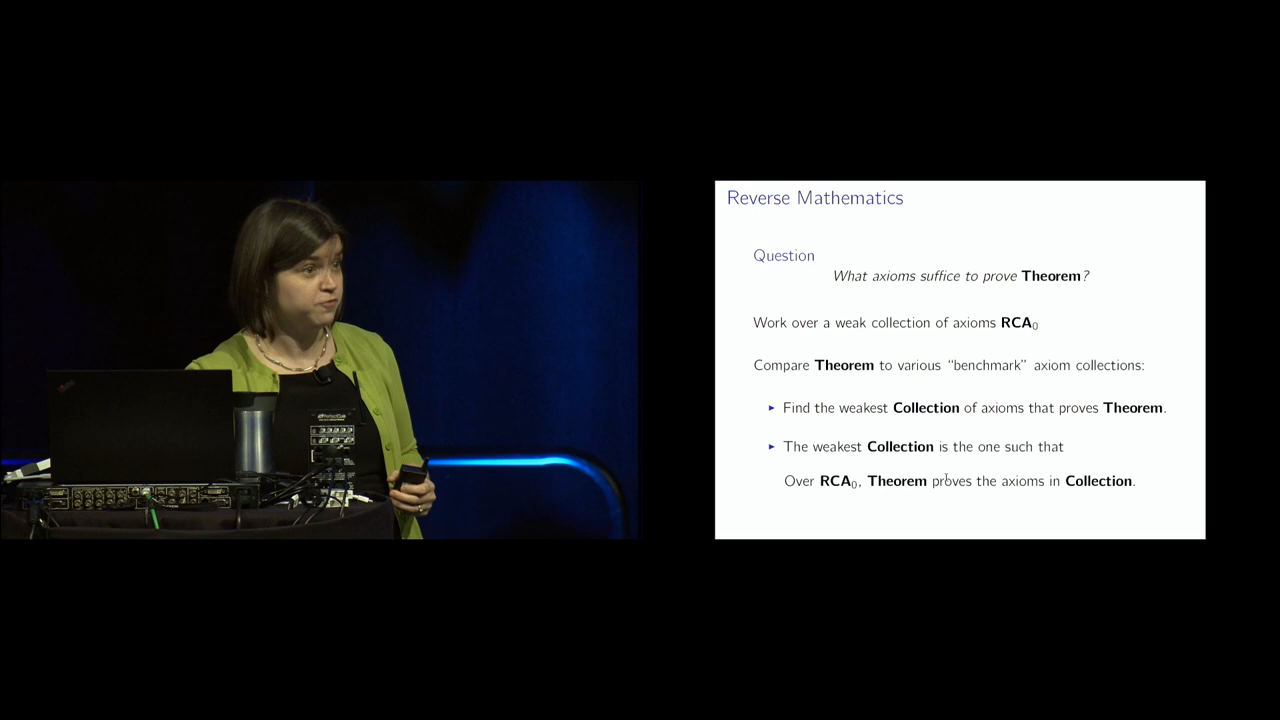 Reverse Mathematics
Question
What axioms suffice to prove Theorem?
Work over a weak collection of axioms RCA₀
Compare Theorem to various “benchmark” axiom collections:
▸ Find the weakest Collection of axioms that proves Theorem.
▸ The weakest Collection is the one such that
Over RCA₀, Theorem proves the axioms in Collection.